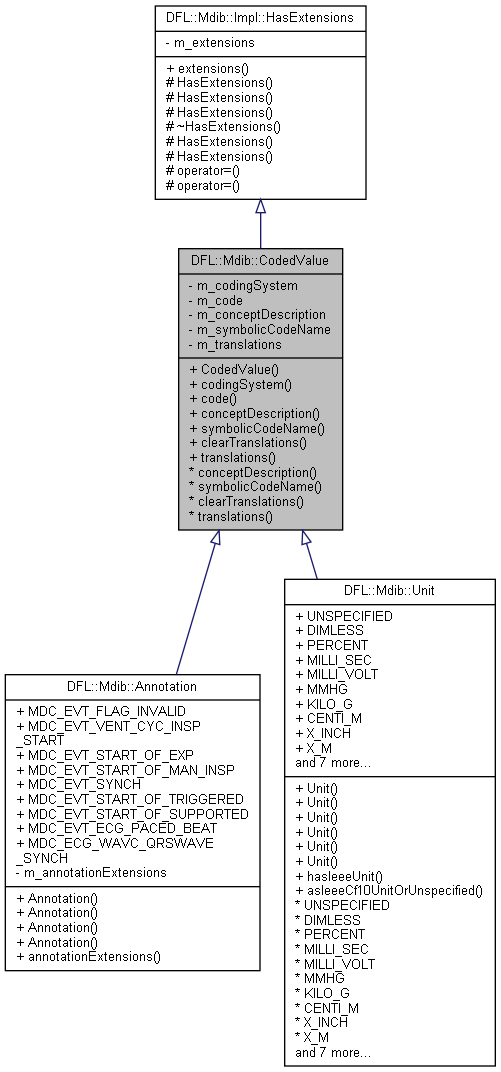 DFL::Mdib::Impl::HasExtensions
- m_extensions
+ extensions()
# HasExtensions()
# HasExtensions()
# HasExtensions()
# ~HasExtensions()
# HasExtensions()
# HasExtensions()
# operator=()
# operator=()
DFL::Mdib::CodedValue
- m_codingSystem
- m_code
- m_conceptDescription
- m_symbolicCodeName
- m_translations
+ CodedValue()
+ codingSystem()
+ code()
+ conceptDescription()
+ symbolicCodeName()
+ clearTranslations()
+ translations()
* conceptDescription()
* symbolicCodeName()
* clearTranslations()
* translations()
DFL::Mdib::Annotation
+ MDC_EVT_FLAG_INVALID
+ MDC_EVT_VENT_CYC_INSP
_START
+ MDC_EVT_START_OF_EXP
+ MDC_EVT_START_OF_MAN_INSP
+ MDC_EVT_SYNCH
+ MDC_EVT_START_OF_TRIGGERED
+ MDC_EVT_START_OF_SUPPORTED
+ MDC_EVT_ECG_PACED_BEAT
+ MDC_ECG_WAVC_QRSWAVE
_SYNCH
- m_annotationExtensions
+ Annotation()
+ Annotation()
+ Annotation()
+ Annotation()
+ annotationExtensions()
DFL::Mdib::Unit
+ UNSPECIFIED
+ DIMLESS
+ PERCENT
+ MILLI_SEC
+ MILLI_VOLT
+ MMHG
+ KILO_G
+ CENTI_M
+ X_INCH
+ X_M
and 7 more...
+ Unit()
+ Unit()
+ Unit()
+ Unit()
+ Unit()
+ Unit()
+ hasIeeeUnit()
+ asIeeeCf10UnitOrUnspecified()
* UNSPECIFIED
* DIMLESS
* PERCENT
* MILLI_SEC
* MILLI_VOLT
* MMHG
* KILO_G
* CENTI_M
* X_INCH
* X_M
and 7 more...